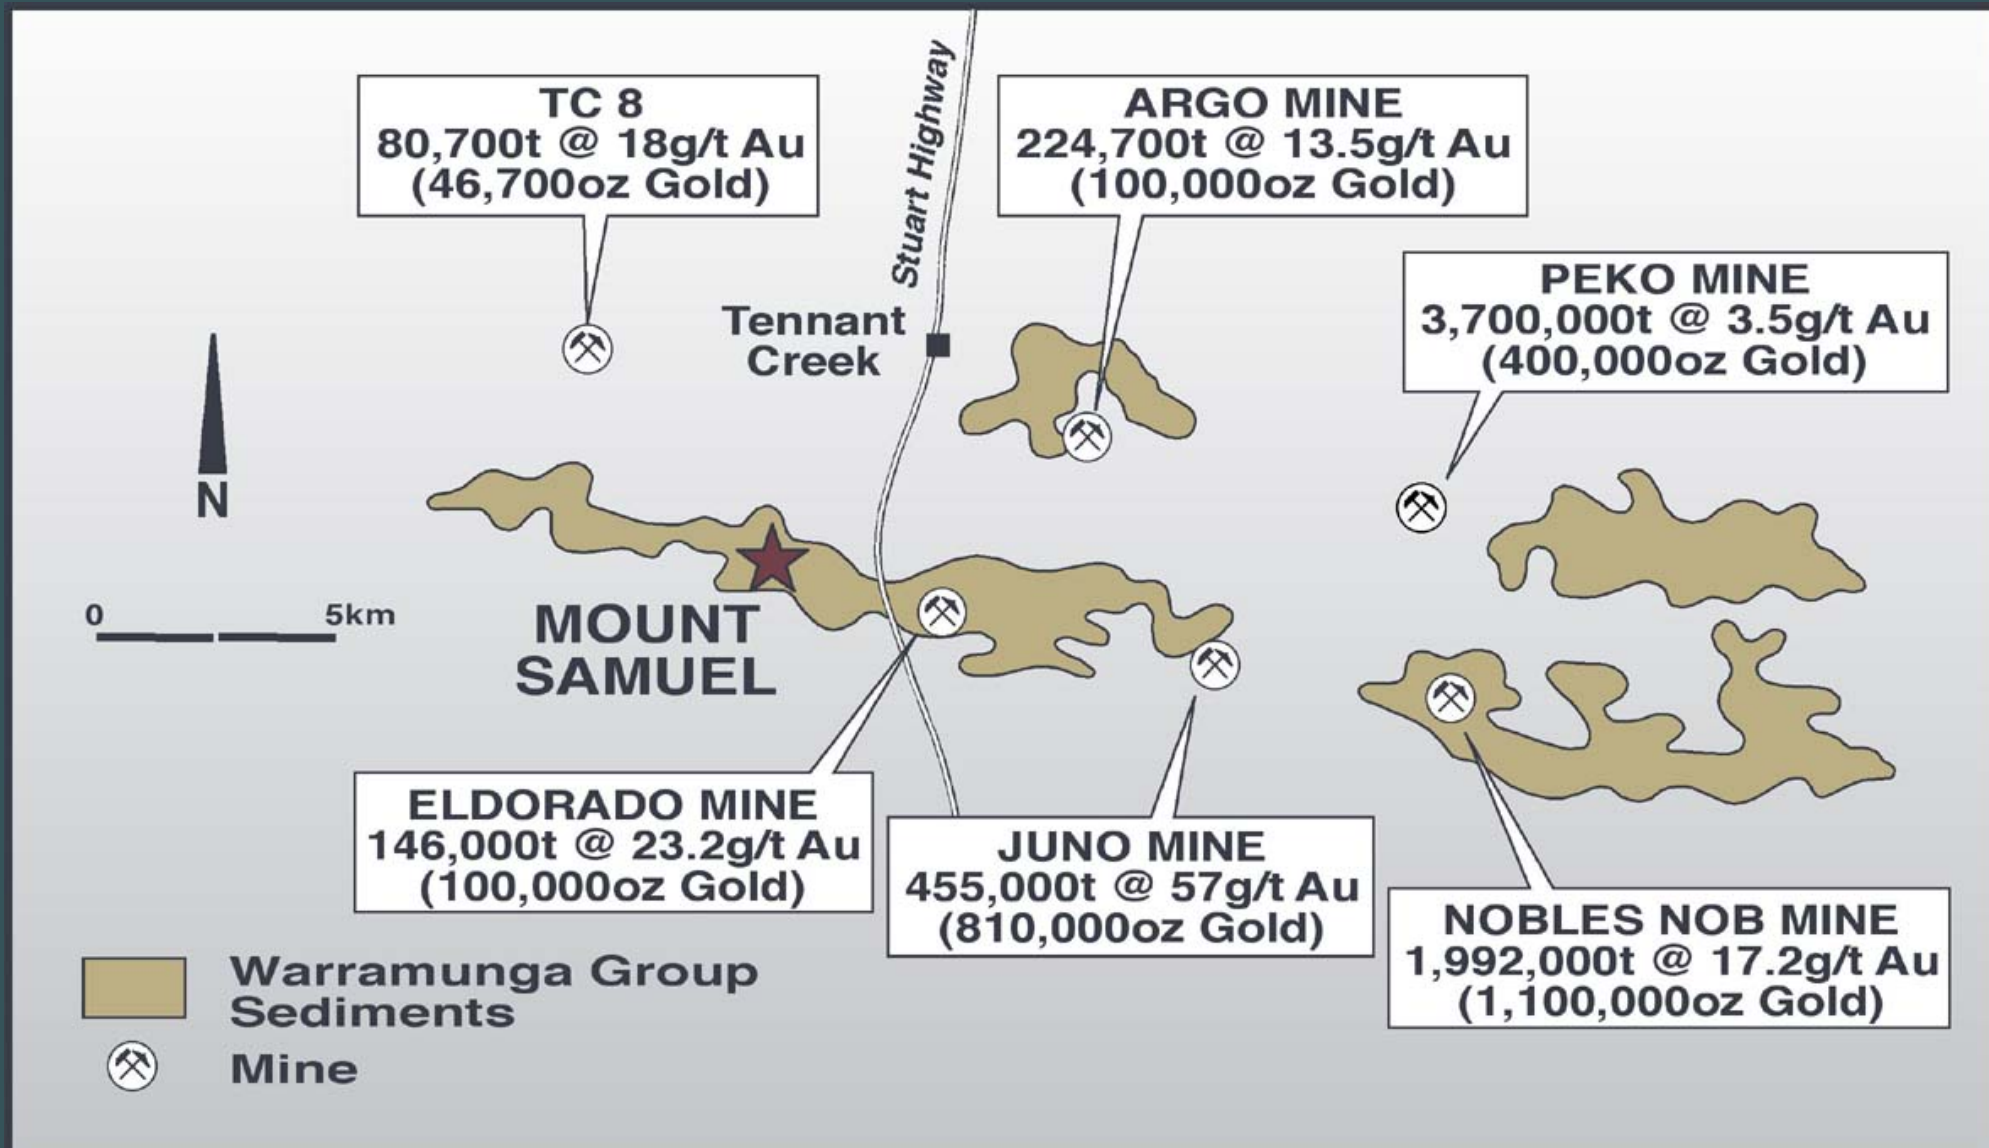 TC 8
80,700t @ 18g/t Au
(46,700oz Gold)
Stuart Highway
ARGO MINE
224,700t @ 13.5g/t Au
(100,000oz Gold)
PEKO MINE
3,700,000t @ 3.5g/t Au
(400,000oz Gold)
Tennant
Creek
N
0 5km
MOUNT
SAMUEL
ELDORADO MINE
146,000t @ 23.2g/t Au
(100,000oz Gold)
JUNO MINE
455,000t @ 57g/t Au
(810,000oz Gold)
NOBLES NOB MINE
1,992,000t @ 17.2g/t Au
(1,100,000oz Gold)
Warramunga Group
Sediments
Mine